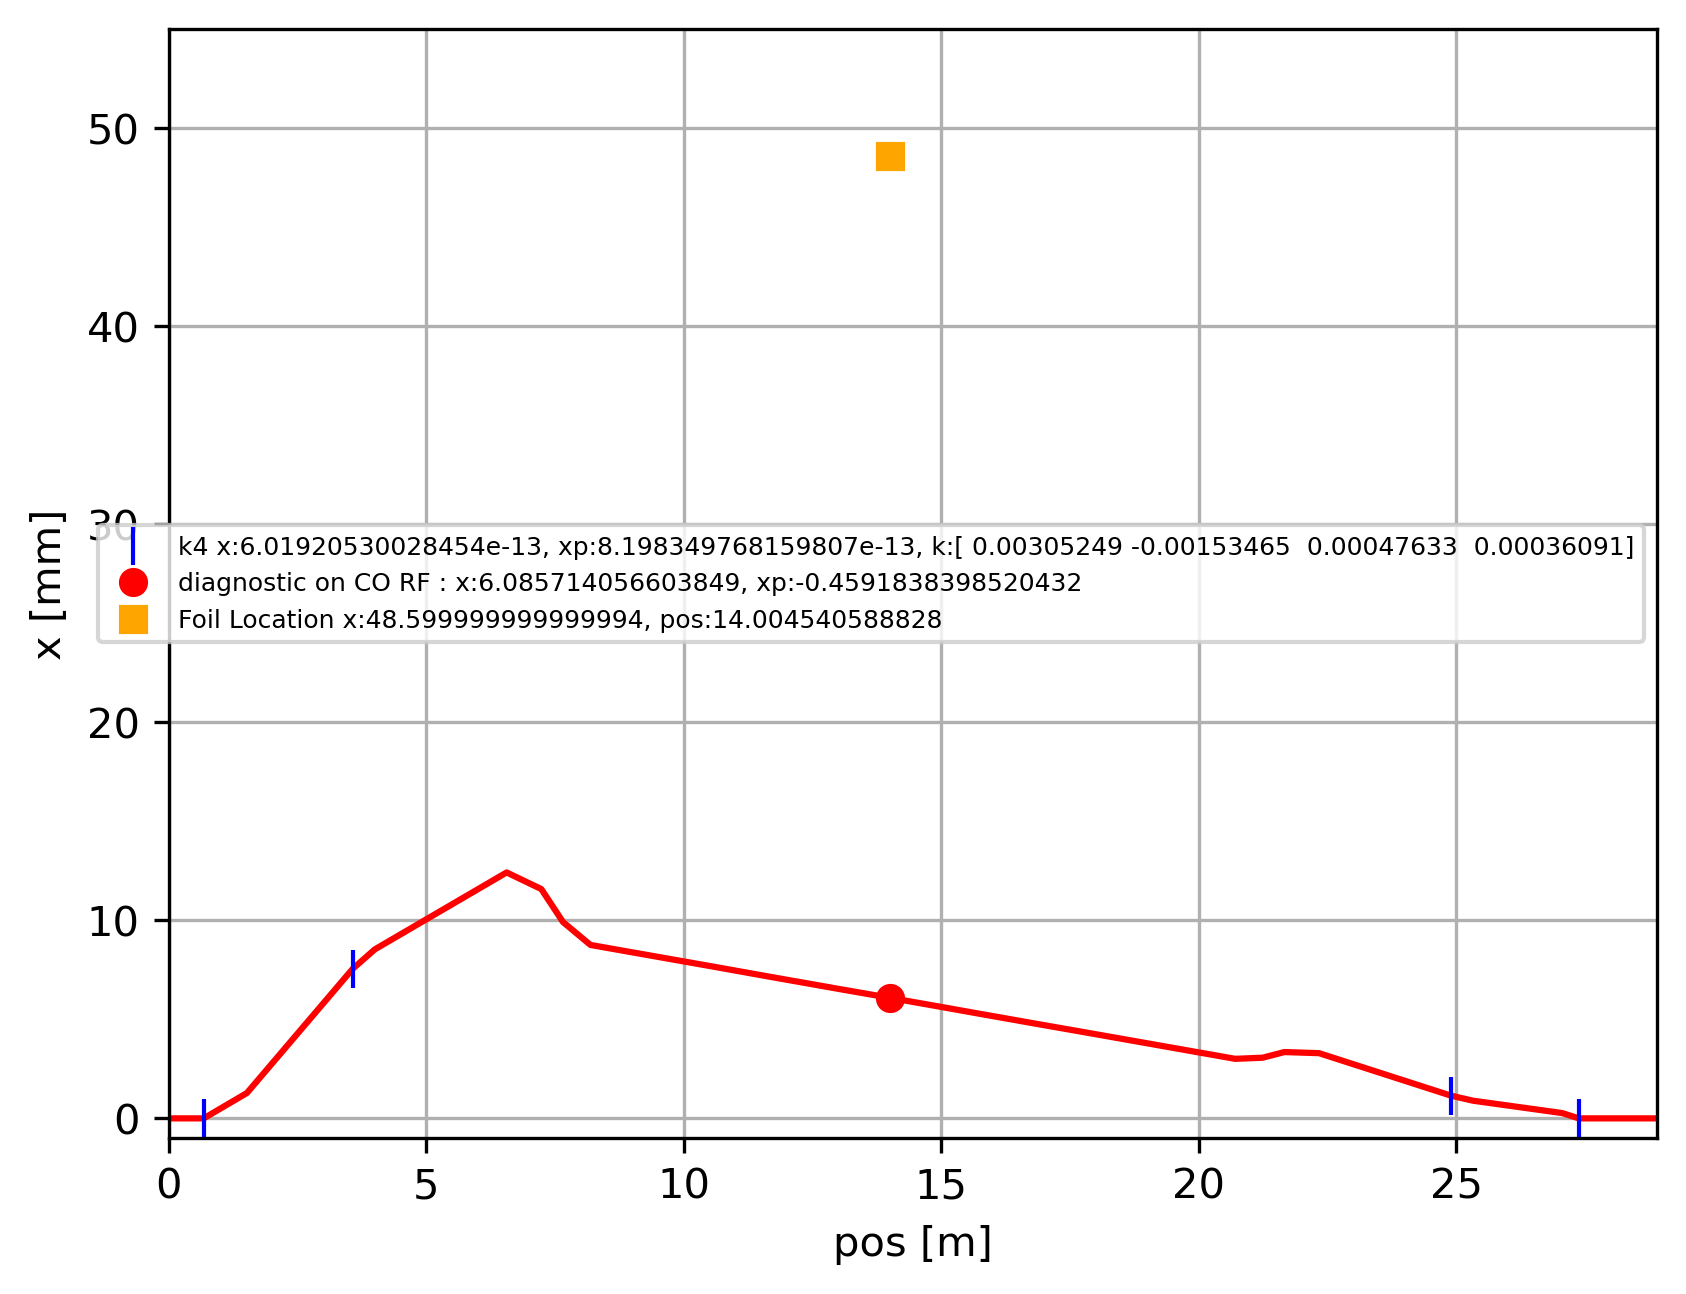 50
40
30
k4 x:6.01920530028454e-13, xp:8.198349768159807e-13, k:[ 0.00305249 -0.00153465  0.00047633  0.00036091]
diagnostic on CO RF : x:6.085714056603849, xp:-0.4591838398520432
Foil Location x:48.599999999999994, pos:14.004540588828
x [mm]
20
10
0
0 5 10 15 20 25
pos [m]